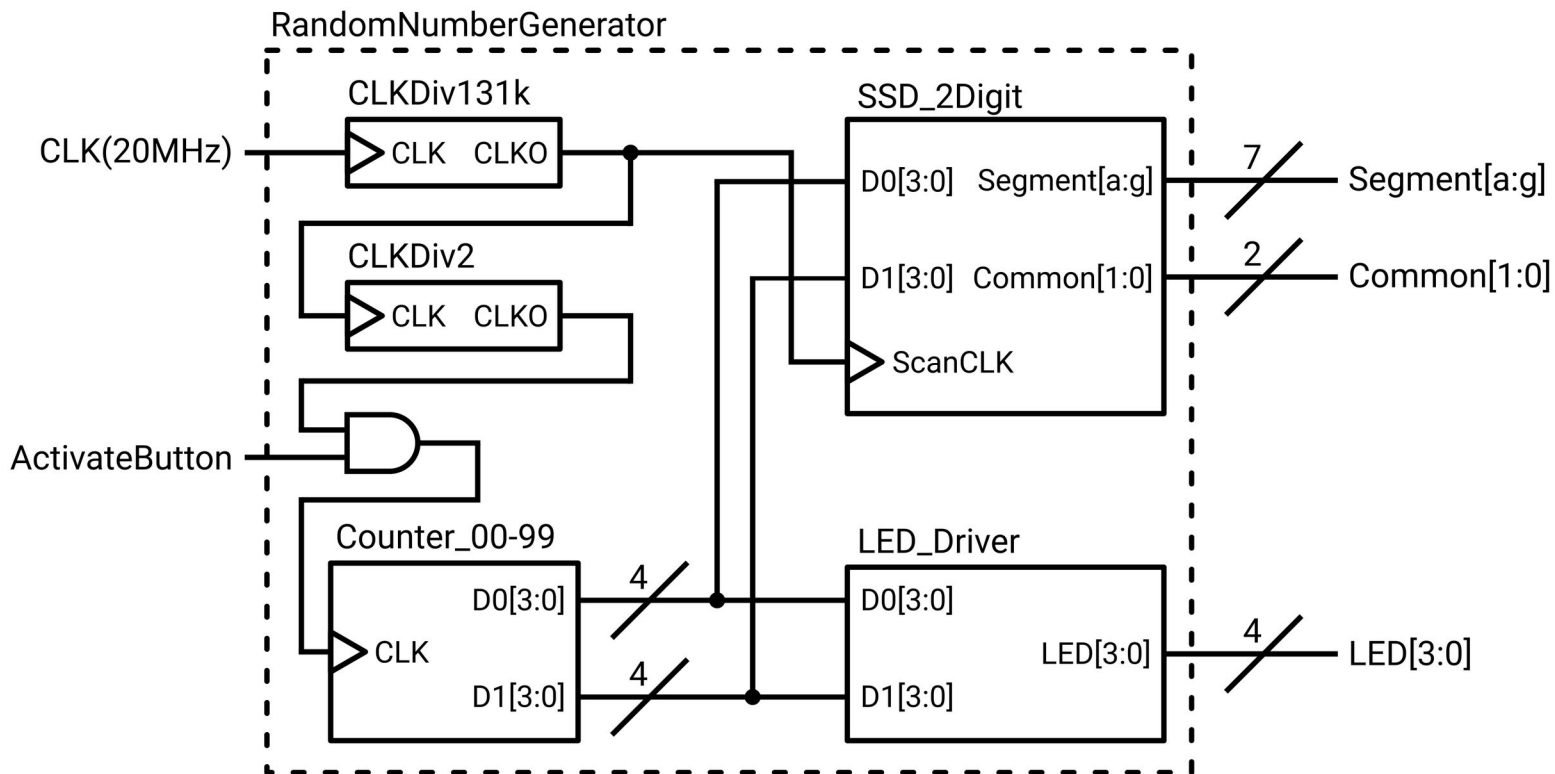 RandomNumberGenerator
CLKDiv131k
CLK(20MHz)
CLK CLKO
CLKDiv2
CLK CLKO
ActivateButton
Counter_00-99
D0[3:0]
CLK
D1[3:0]
4
4
SSD_2Digit
D0[3:0] Segment[a:g]
D1[3:0] Common[1:0]
ScanCLK
7
Segment[a:g]
2
Common[1:0]
LED_Driver
D0[3:0]
LED[3:0]
D1[3:0]
4
LED[3:0]